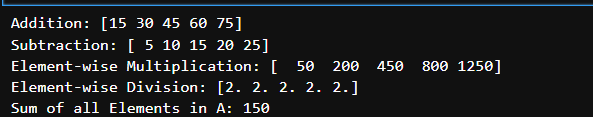 Addition: [15 30 45 60 75]
Subtraction: [ 5 10 15 20 25]
Element-wise Multiplication: [  50  200  450  800 1250]
Element-wise Division: [2. 2. 2. 2. 2.]
Sum of all Elements in A: 150